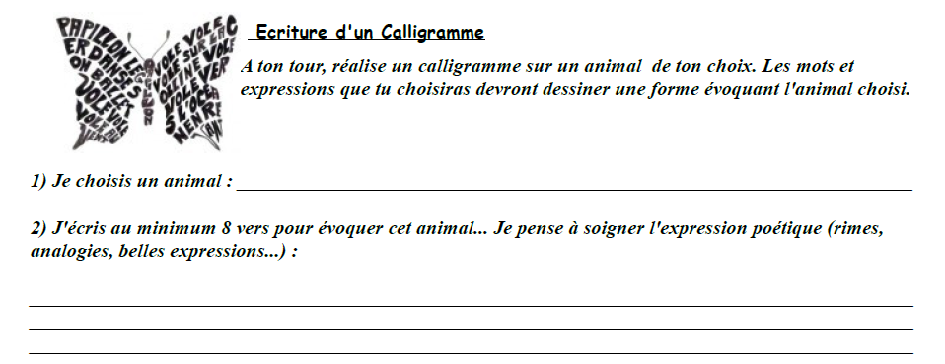 PAPILLON
Ecriture d'un Calligramme
A ton tour, réalise un calligramme sur un animal de ton choix. Les mots et
expressions que tu choisiras devront dessiner une forme évoquant l'animal choisi.
1) Je choisis un animal :
2) J'écris au minimum 8 vers pour évoquer cet animal... Je pense à soigner l'expression poétique (rimes,
analogies, belles expressions...) :